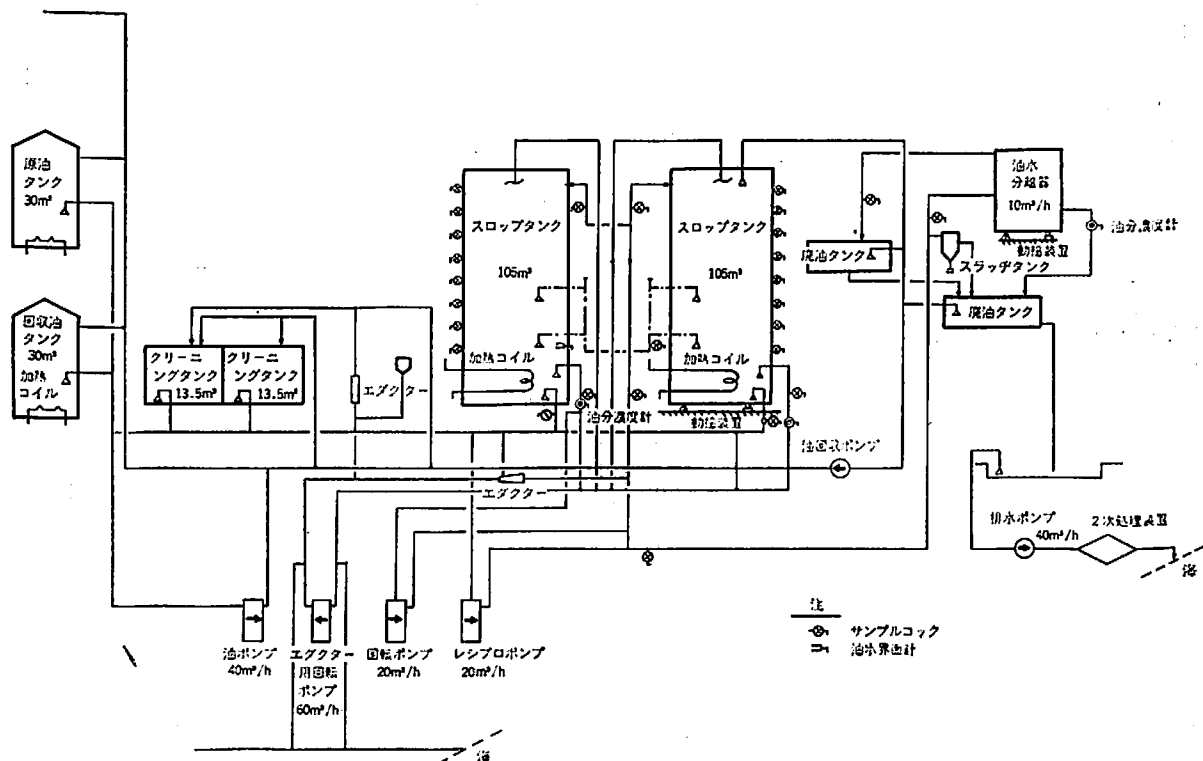 原油
タンク
30m³
回収油
タンク
30m³
加熱
コイル
クリーニ
ングタンク
13.5m³
クリーニ
ングタンク
13.5m³
エダクター
スロップタンク
105m³
加熱コイル
油分濃度計
スロップタンク
105m³
加熱コイル
動揺装置
エダクター
油回収ポンプ
廃油タンク
油水
分離器
10m³/h
動揺装置
油分濃度計
スラッヂタンク
廃油タンク
排水ポンプ
40m³/h
2次処理装置
海
油ポンプ
40m³/h
エダクター
用回転
ポンプ
60m³/h
回転ポンプ
20m³/h
レシプロポンプ
20m³/h
注
サンプルコック
油水界面計
海